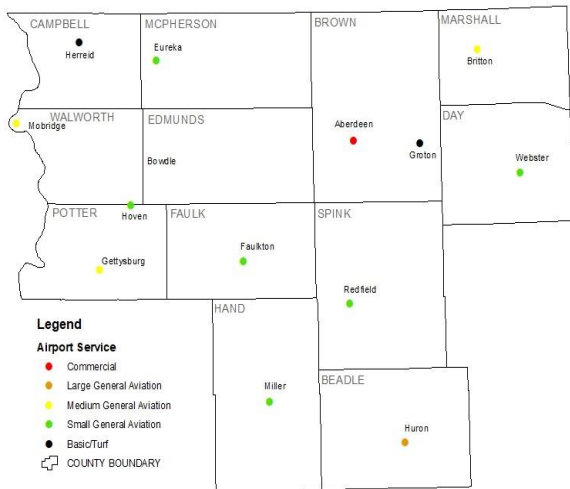 CAMPBELL
MCPHERSON
BROWN
MARSHALL
Herreid
Eureka
Britton
WALWORTH
EDMUNDS
DAY
Mobridge
Aberdeen
Groton
Bowdle
Webster
POTTER
Hoven
FAULK
SPINK
Gettysburg
Faulkton
Redfield
HAND
BEADLE
Miller
Huron
Legend
Airport Service
Commercial
Large General Aviation
Medium General Aviation
Small General Aviation
Basic/Turf
COUNTY BOUNDARY